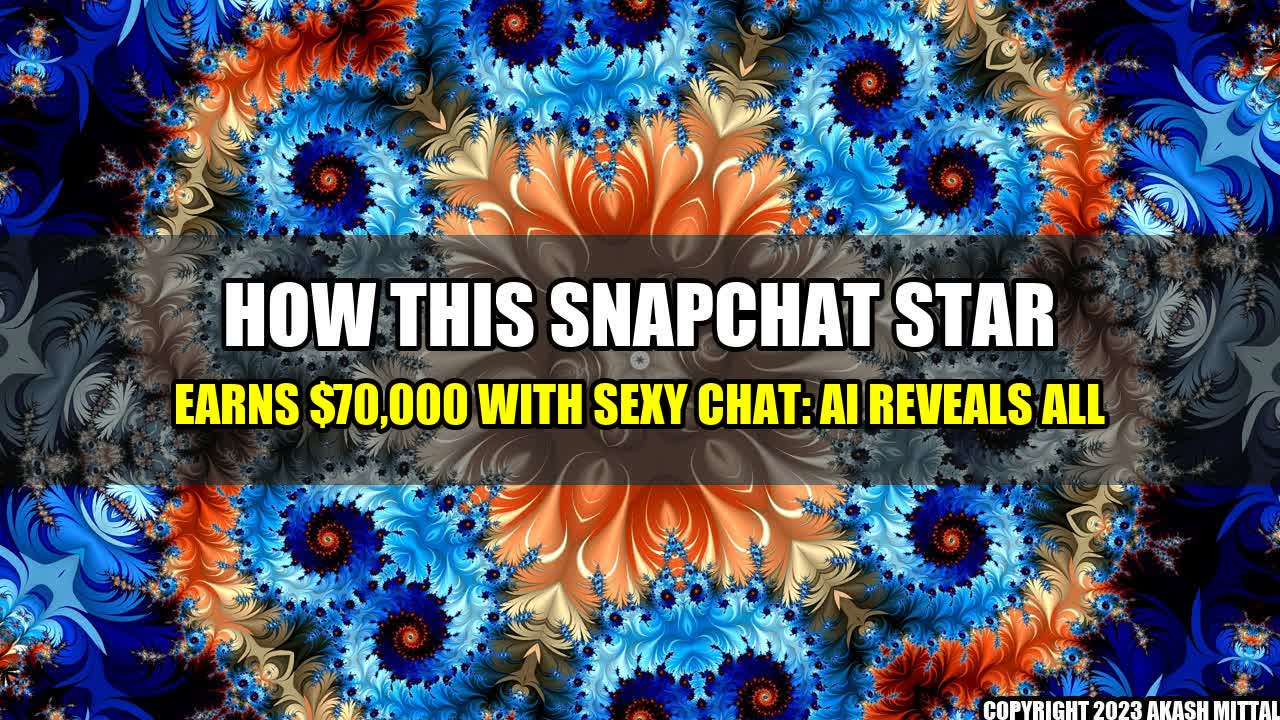 HOW THIS SNAPCHAT STAR
EARNS $70,000 WITH SEXY CHAT: AI REVEALS ALL
COPYRIGHT 2023 AKASH MITTAL